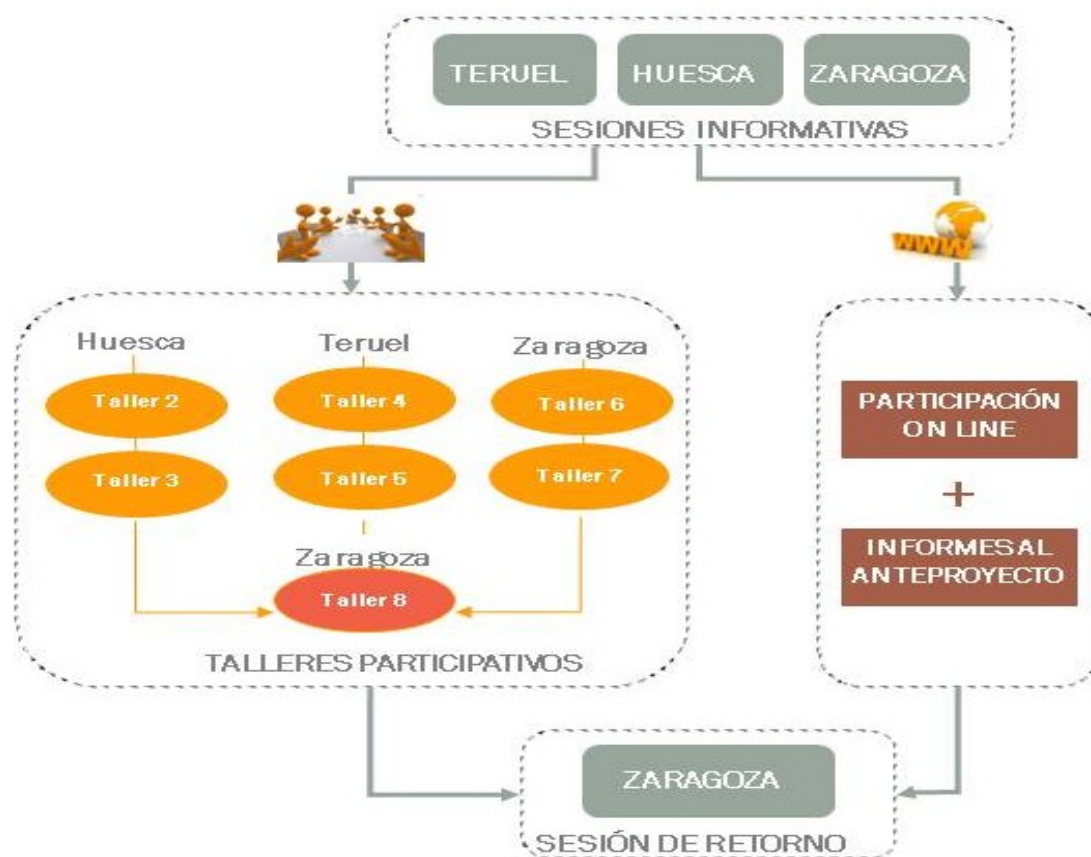 TERUEL HUESCA ZARAGOZA
SESIONES INFORMATIVAS
WWW
Huesca Teruel Zaragoza
Taller 2 Taller 4 Taller 6
Taller 3 Taller 5 Taller 7
Zaragoza
Taller 8
TALLERES PARTICIPATIVOS
PARTICIPACIÓN
ON LINE
+
INFORMES AL
ANTEPROYECTO
ZARAGOZA
SESIÓN DE RETORNO